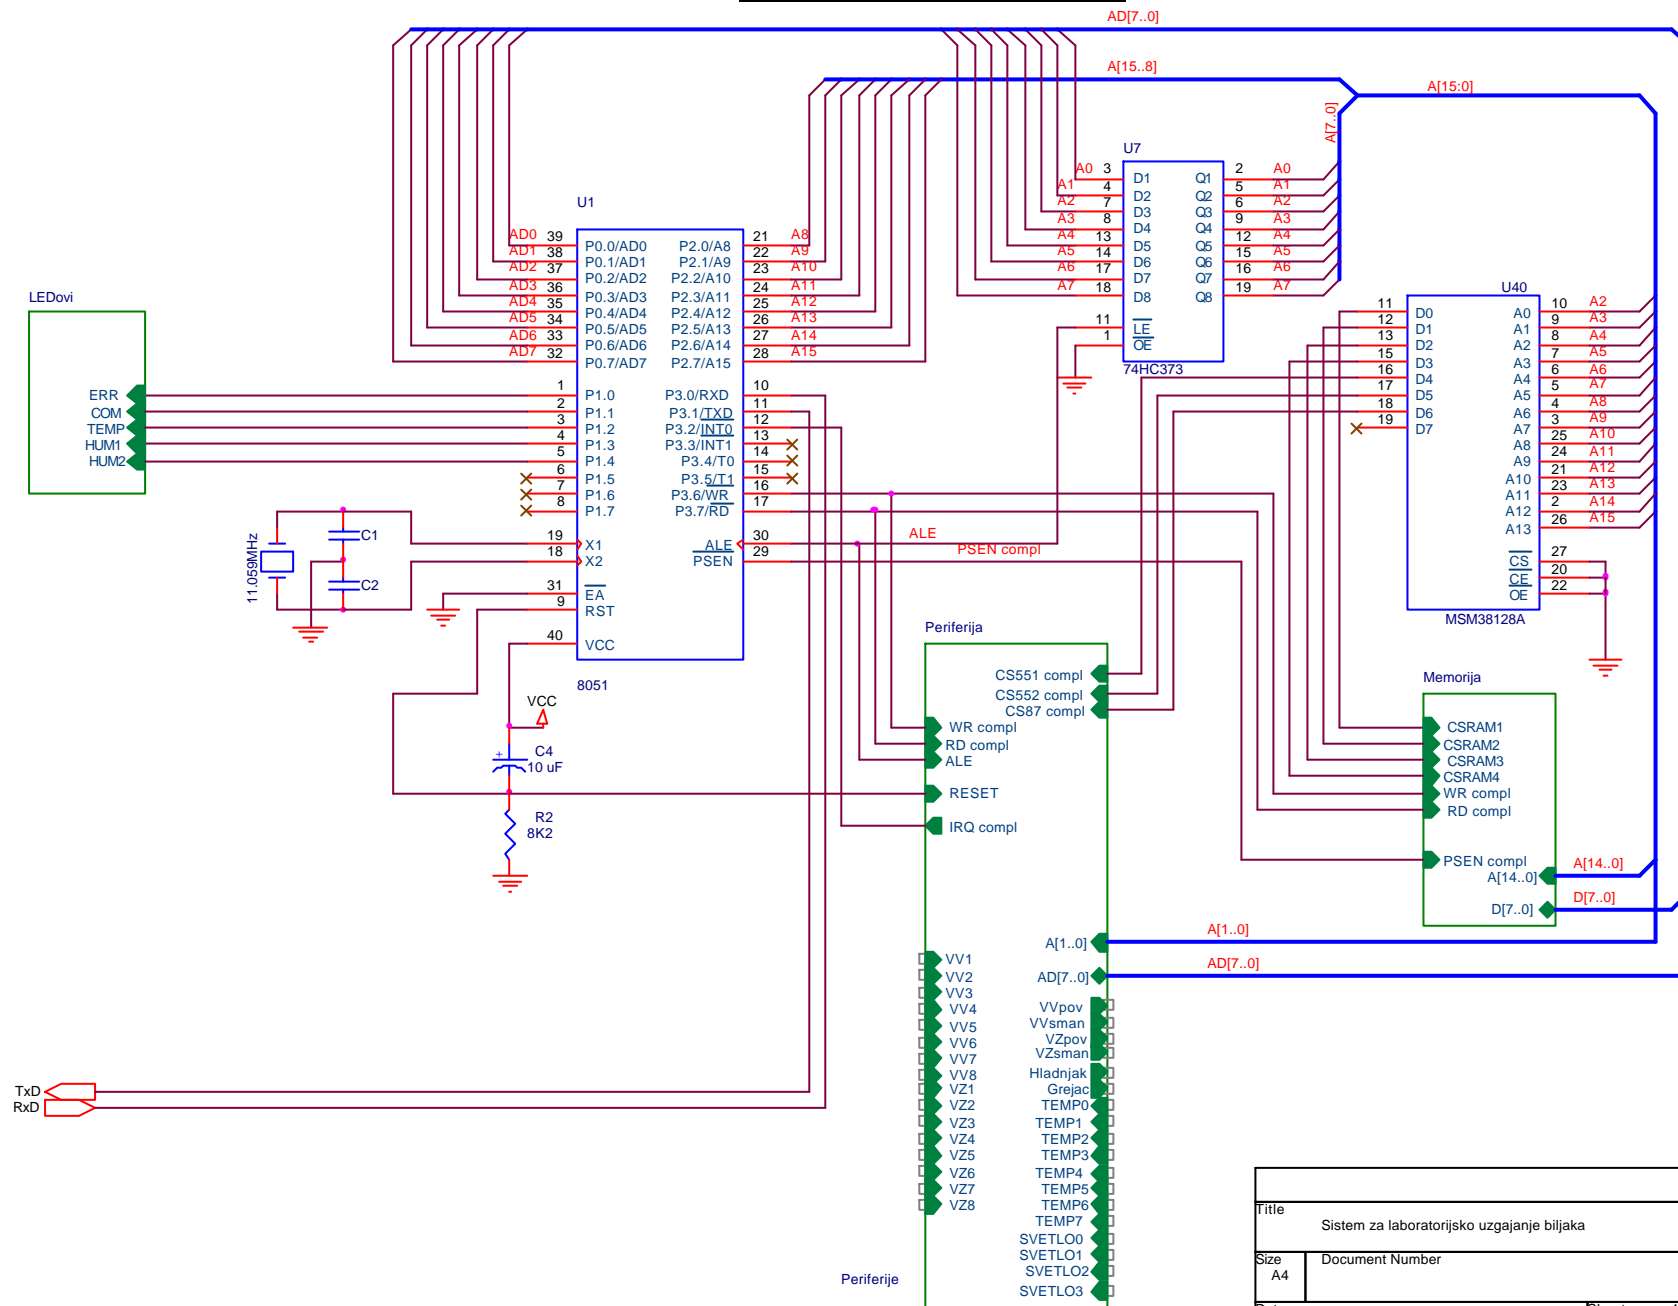 AD[7..0]
A[15..8]
A[15:0]
A[7..0]
U7
A0 3 D1 Q1 2 A0
A1 4 D2 Q2 5 A1
A2 7 D3 Q3 6 A2
A3 8 D4 Q4 9 A3
A4 13 D5 Q5 12 A4
A5 14 D6 Q6 15 A5
A6 17 D7 Q7 16 A6
A7 18 D8 Q8 19 A7
11 LE
1 OE
74HC373
U1
AD0 39 P0.0/AD0 P2.0/A8 21 A8
AD1 38 P0.1/AD1 P2.1/A9 22 A9
AD2 37 P0.2/AD2 P2.2/A10 23 A10
AD3 36 P0.3/AD3 P2.3/A11 24 A11
AD4 35 P0.4/AD4 P2.4/A12 25 A12
AD5 34 P0.5/AD5 P2.5/A13 26 A13
AD6 33 P0.6/AD6 P2.6/A14 27 A14
AD7 32 P0.7/AD7 P2.7/A15 28 A15
1 P1.0 P3.0/RXD 10
2 P1.1 P3.1/TXD 11
3 P1.2 P3.2/INT0 12
4 P1.3 P3.3/INT1 13
5 P1.4 P3.4/T0 14
6 P1.5 P3.5/T1 15
7 P1.6 P3.6/WR 16
8 P1.7 P3.7/RD 17
19 X1 ALE 30 ALE
18 X2 PSEN 29 PSEN compl
31 EA
9 RST
40 VCC
8051
LEDovi
ERR
COM
TEMP
HUM1
HUM2
11.059MHz
C1
C2
VCC
C4
+
10 uF
R2
8K2
U40
11 D0 A0 10 A2
12 D1 A1 9 A3
13 D2 A2 8 A4
15 D3 A3 7 A5
16 D4 A4 6 A6
17 D5 A5 5 A7
18 D6 A6 4 A8
19 D7 A7 3 A9
A8 25 A10
A9 24 A11
A10 21 A12
A11 23 A13
A12 2 A14
A13 26 A15
CS 27
CE 20
OE 22
MSM38128A
Periferija
CS551 compl
CS552 compl
CS87 compl
WR compl
RD compl
ALE
RESET
IRQ compl
A[1..0] A[1..0]
AD[7..0] AD[7..0]
VV1
VV2
VV3
VV4
VV5
VV6
VV7
VV8
VZ1
VZ2
VZ3
VZ4
VZ5
VZ6
VZ7
VZ8
VVpov
VVsman
VZpov
VZsman
Hladnjak
Grejac
TEMP0
TEMP1
TEMP2
TEMP3
TEMP4
TEMP5
TEMP6
TEMP7
SVETLO0
SVETLO1
SVETLO2
SVETLO3
Periferije
Memorija
CSRAM1
CSRAM2
CSRAM3
CSRAM4
WR compl
RD compl
PSEN compl
A[14..0] A[14..0]
D[7..0] D[7..0]
TxD
RxD
Title
Sistem za laboratorijsko uzgajanje biljaka
Size Document Number
A4